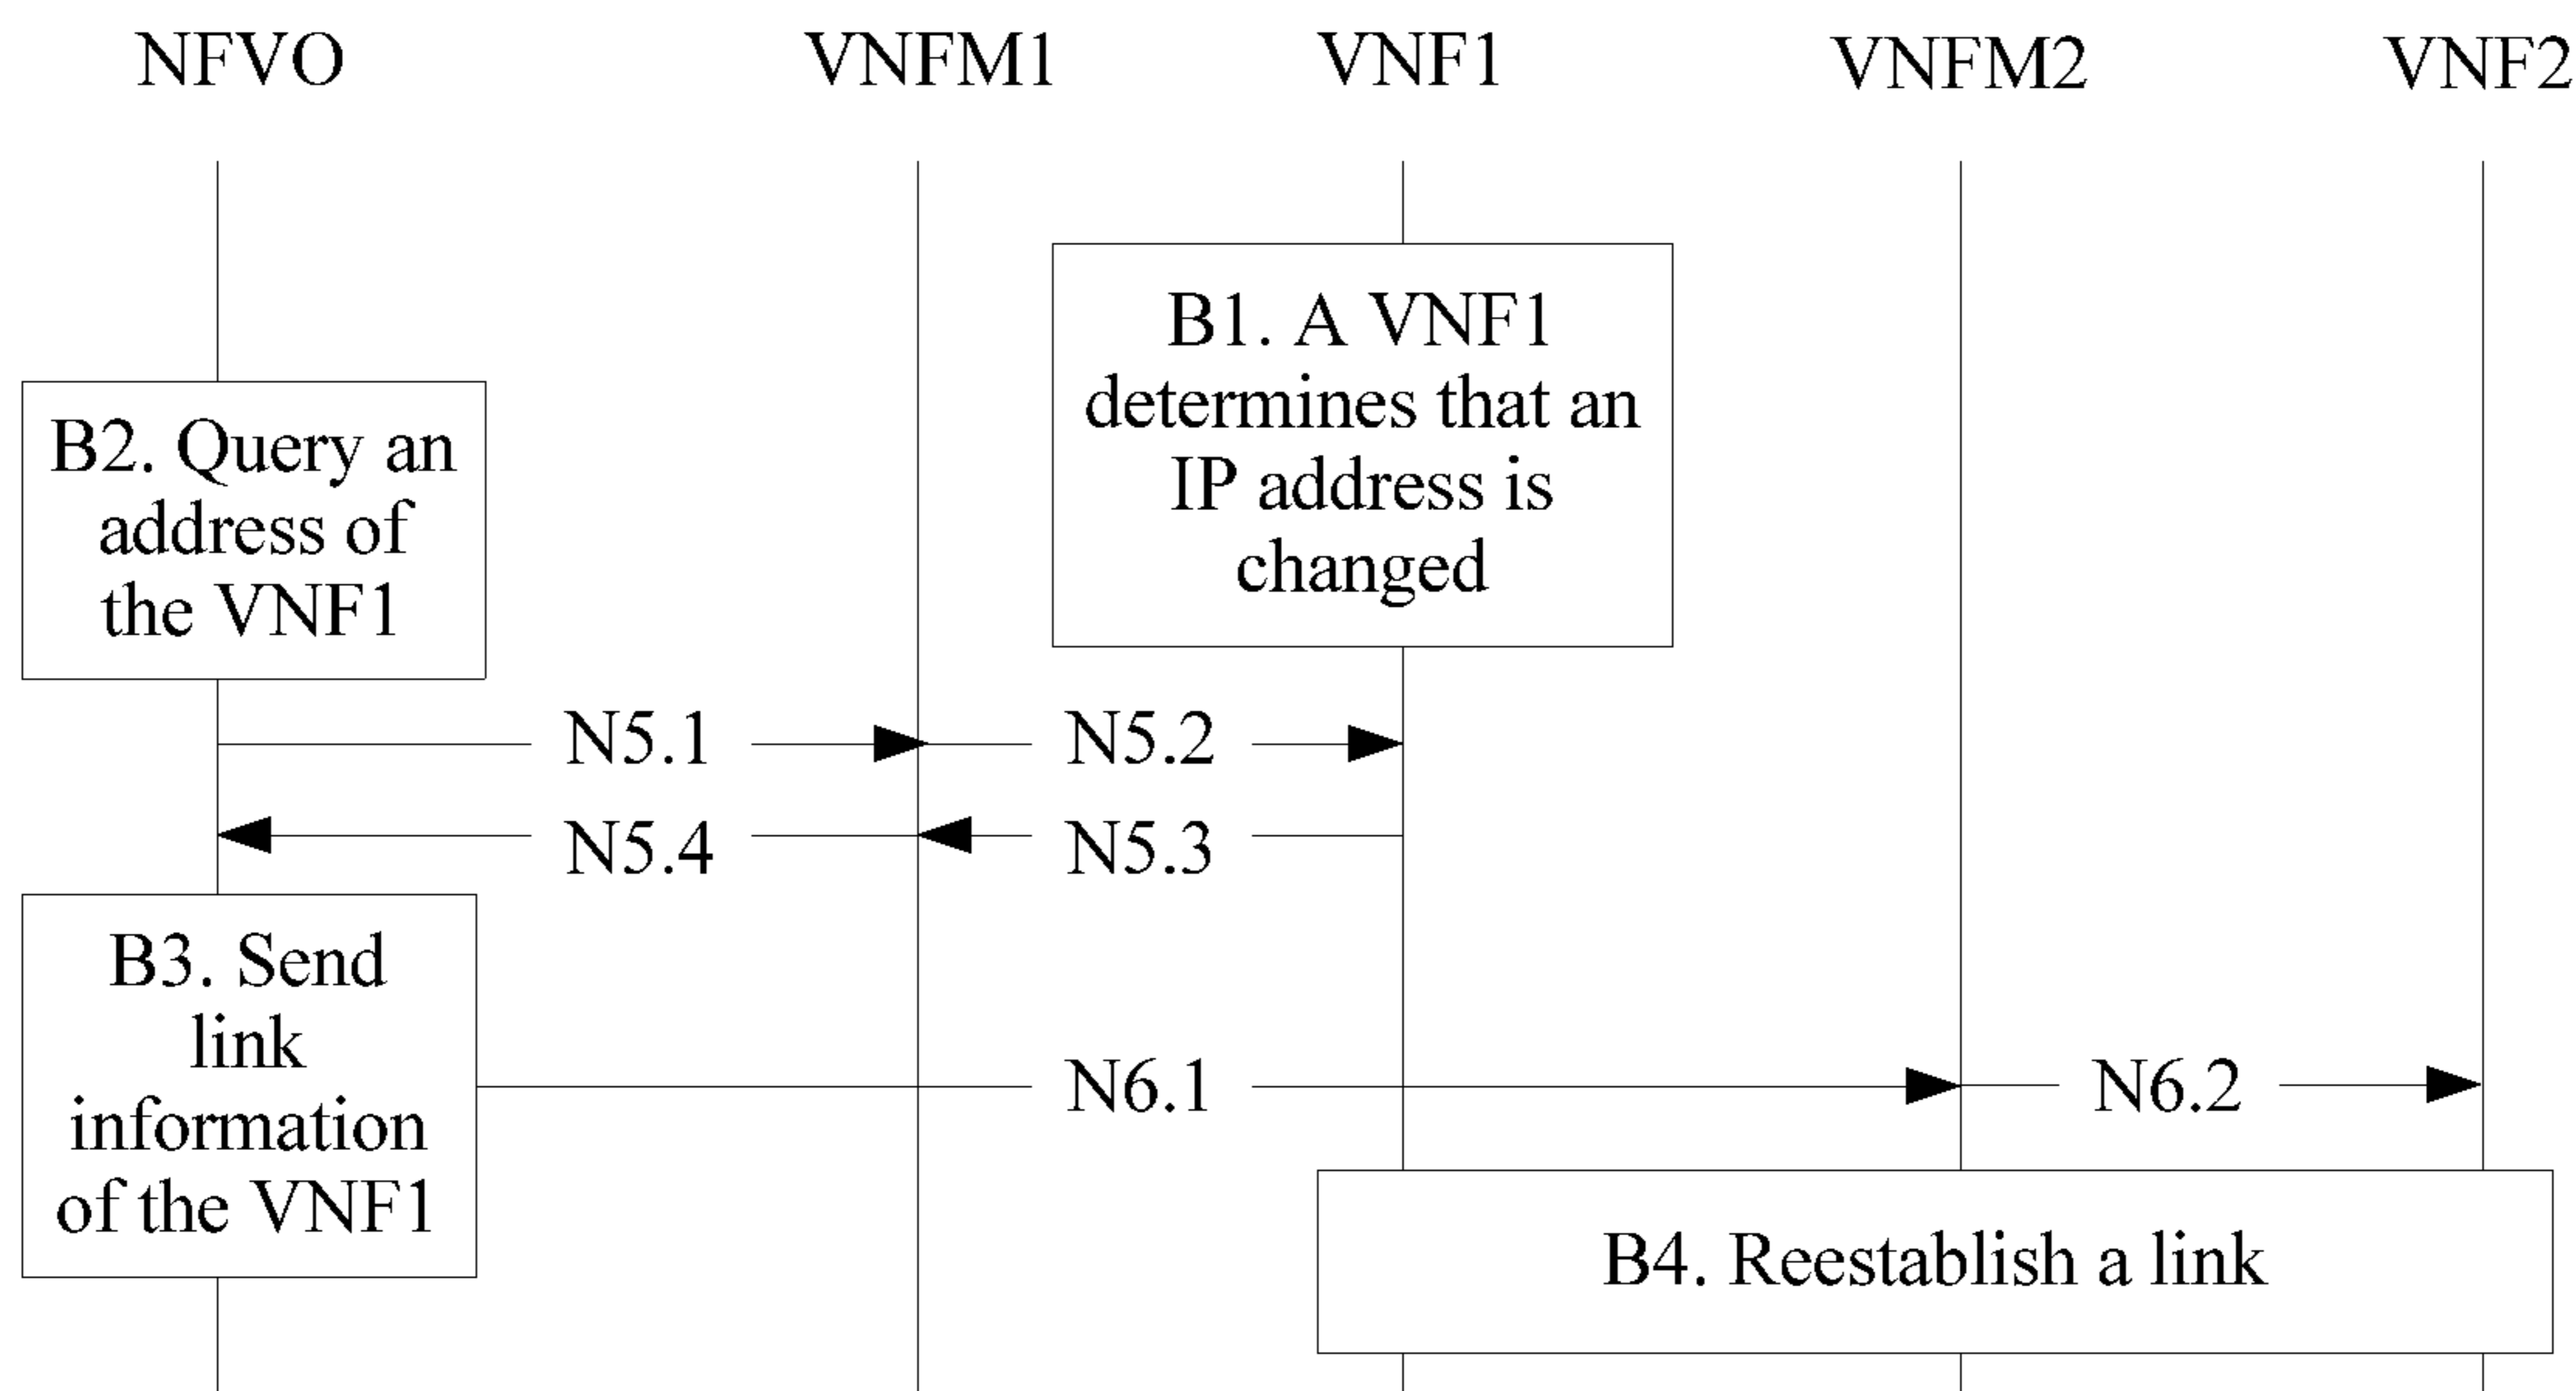 NFVO
VNFM1
VNF1
VNFM2
VNF2
B1. A VNF1
determines that an
IP address is
changed
B2. Query an
address of
the VNF1
N5.1
N5.2
N5.4
N5.3
B3. Send
link
information
of the VNF1
N6.1
N6.2
B4. Reestablish a link